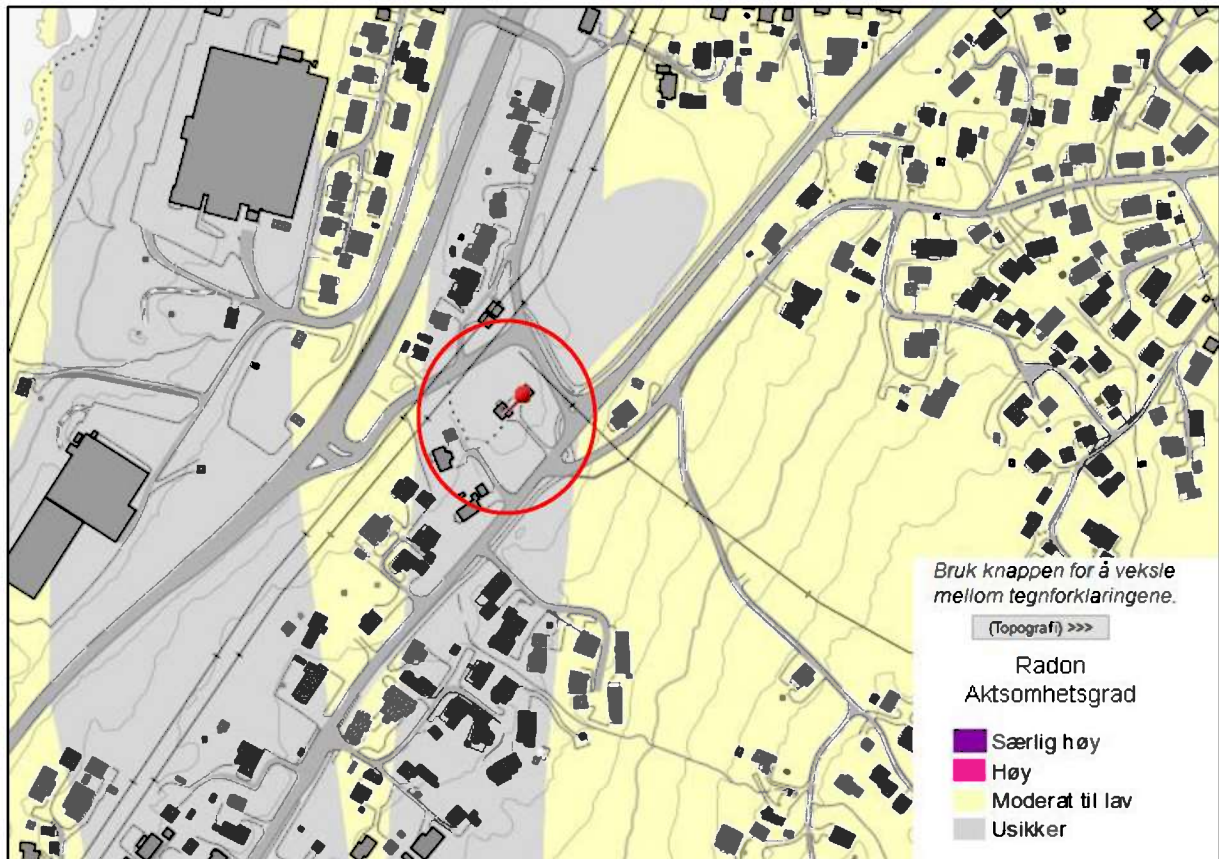 Bruk knappen for å veksle
mellom tegnforklaringene.
(Topografi) >>>
Radon
Aktsomhetsgrad
Særlig høy
Høy
Moderat til lav
Usikker